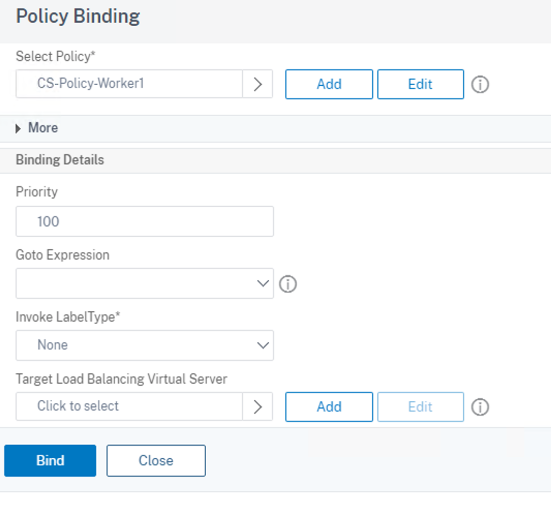 Policy Binding
Select Policy*
CS-Policy-Worker1
Add
Edit
More
Binding Details
Priority
100
Goto Expression
Invoke LabelType*
None
Target Load Balancing Virtual Server
Click to select
Add
Edit
Bind
Close